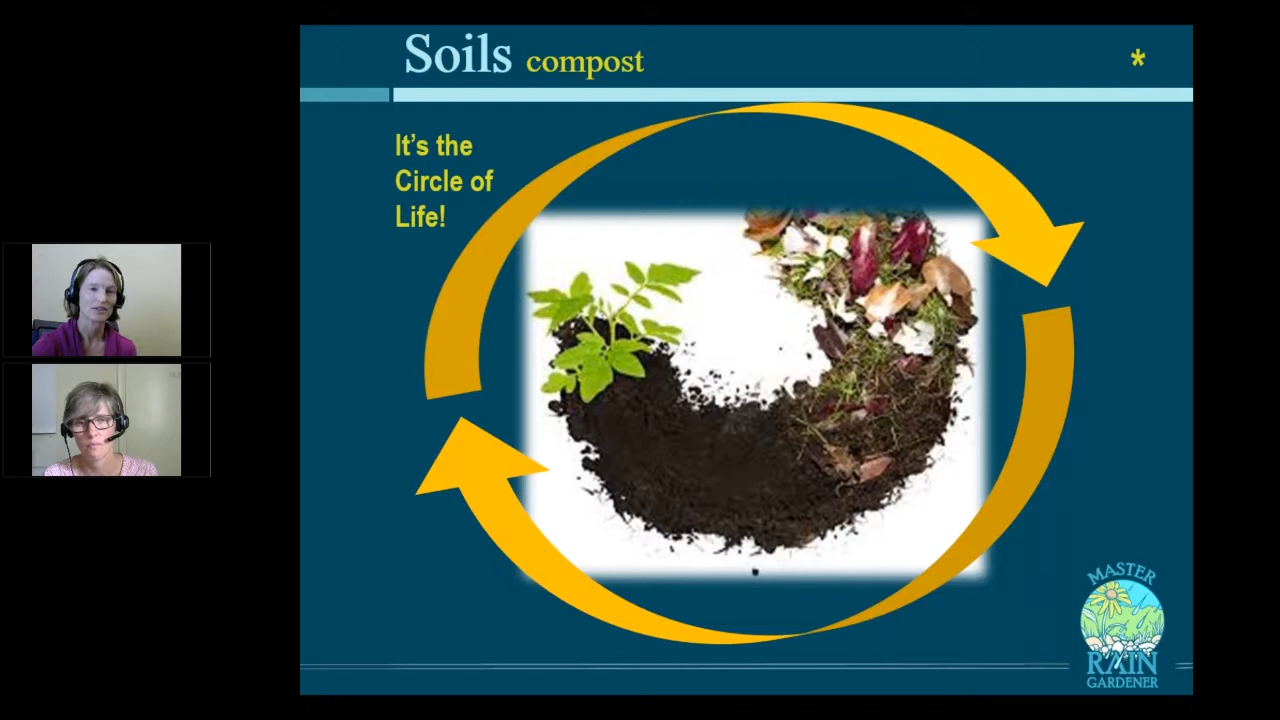 Soils compost *
It's the
Circle of
Life!
MASTER
RAIN
GARDENER